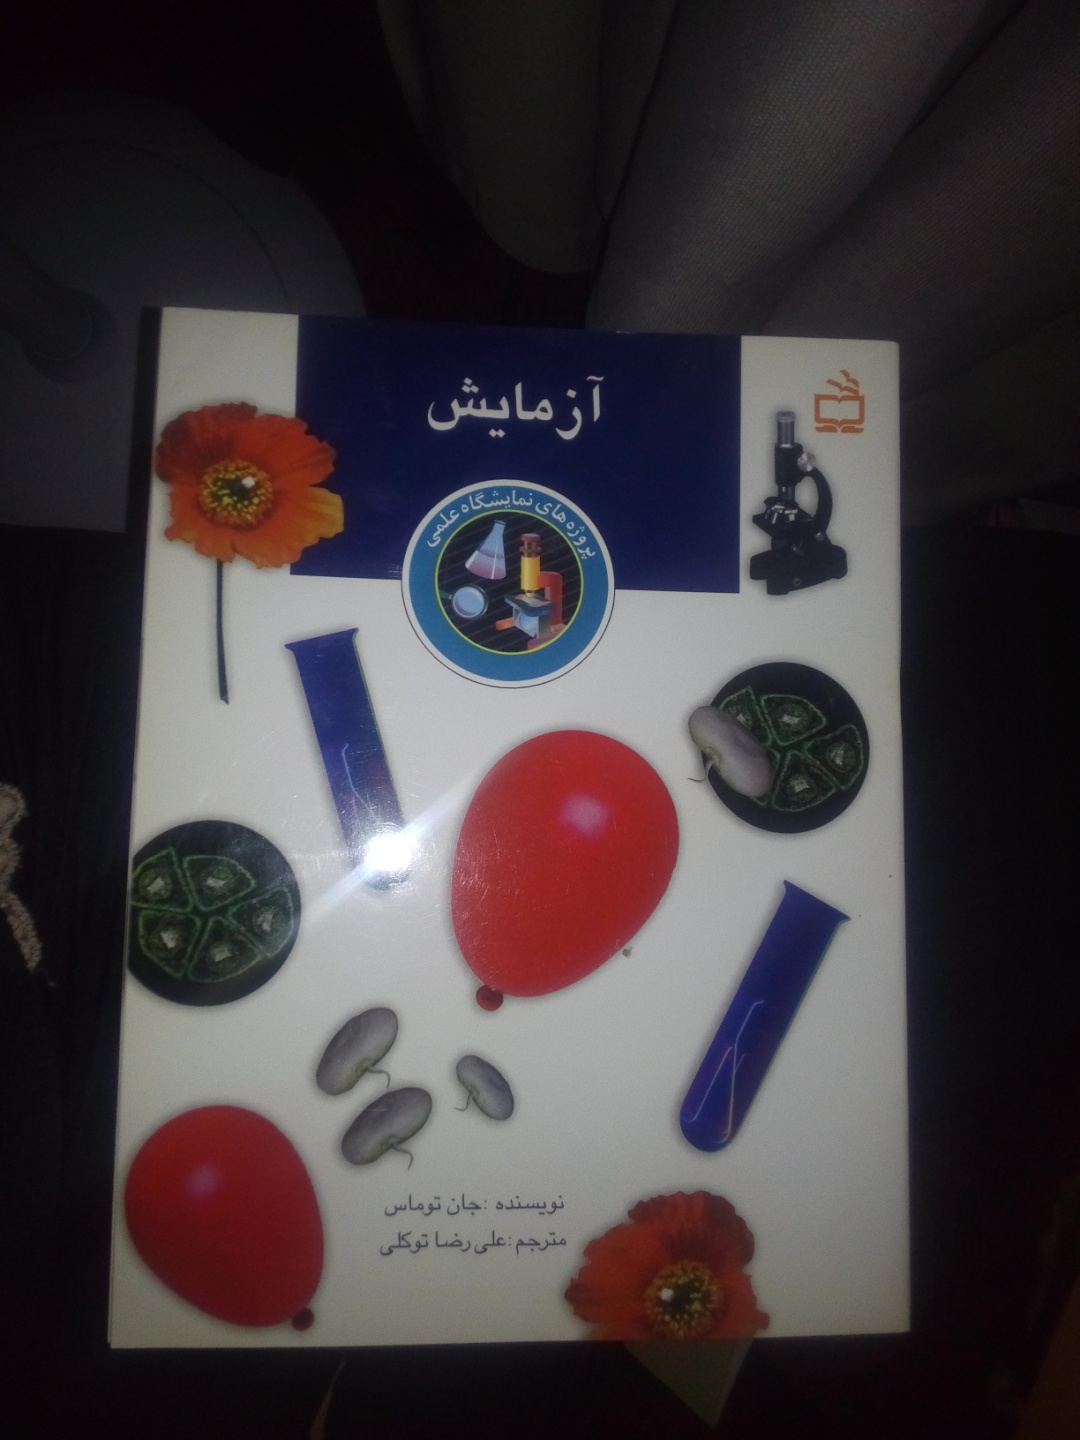 آزمایش
پروژه‌های نمایشگاه علمی
نویسنده :جان توماس
مترجم:علی رضا توکلی